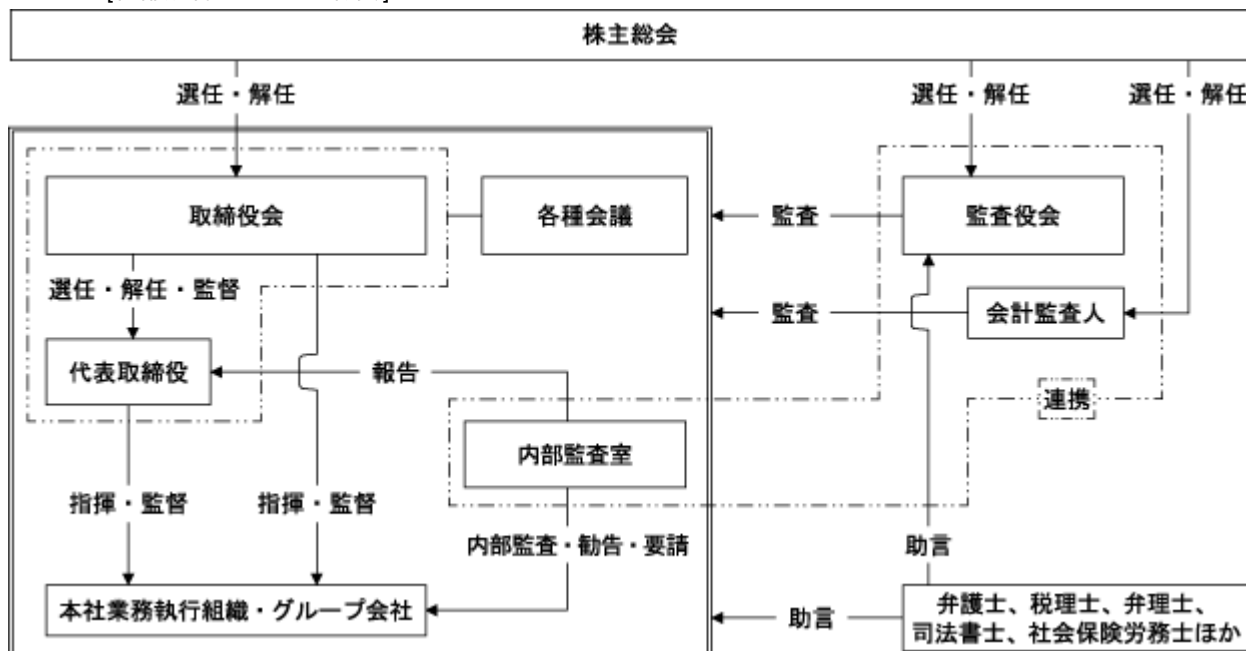 株主総会
選任・解任
選任・解任
選任・解任
取締役会
各種会議
監査
監査役会
選任・解任・監督
監査
会計監査人
代表取締役
報告
連携
内部監査室
指揮・監督
指揮・監督
内部監査・勧告・要請
助言
本社業務執行組織・グループ会社
助言
弁護士、税理士、弁理士、
司法書士、社会保険労務士ほか